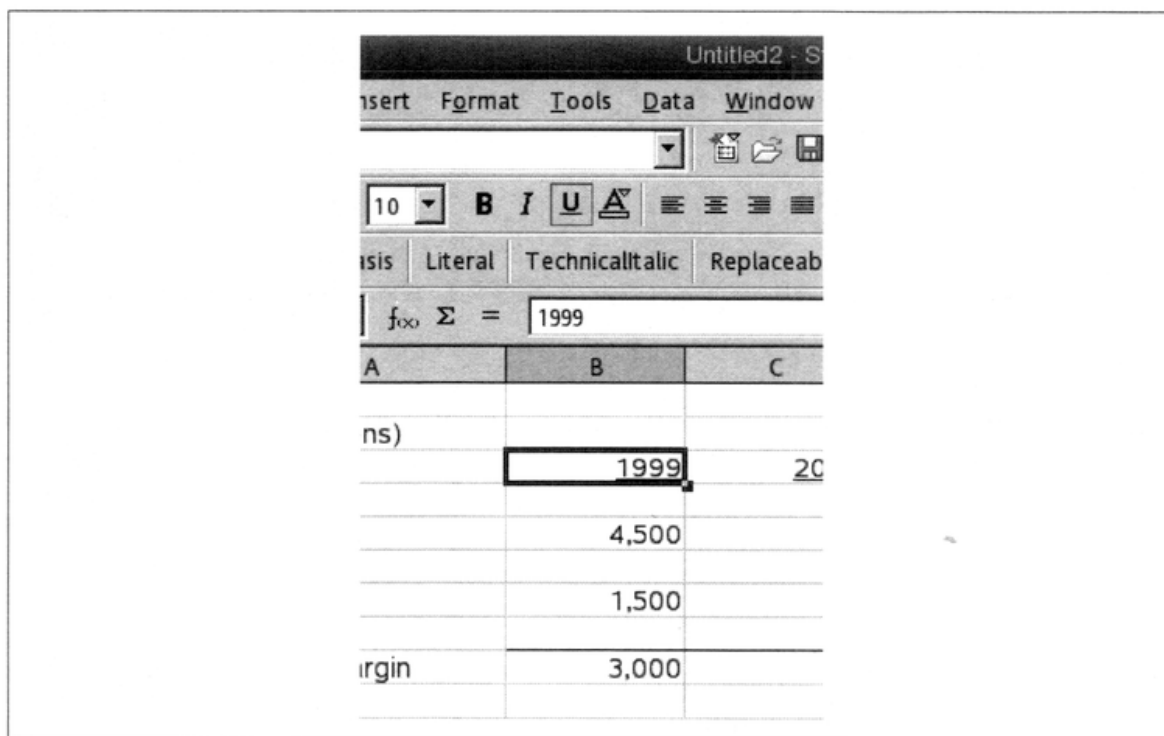 Untitled2 - S
nsert Format Tools Data Window
10 B I U A
asis Literal TechnicalItalic Replaceab
f(x) Σ = 1999
A B C
ns)
1999 20
4,500
1,500
argin 3,000